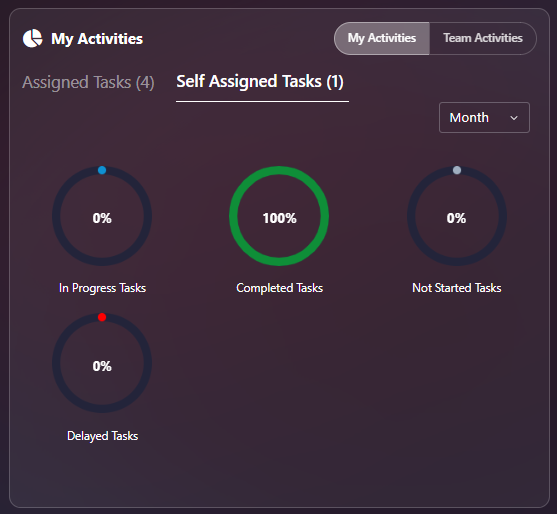 My Activities
My Activities
Team Activities
Assigned Tasks (4)
Self Assigned Tasks (1)
Month
0%
100%
0%
In Progress Tasks
Completed Tasks
Not Started Tasks
0%
Delayed Tasks